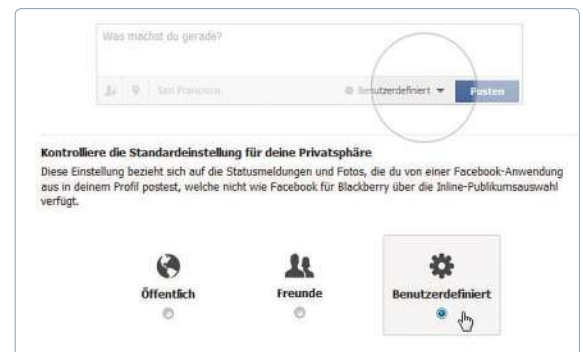 Was machst du gerade?
San Francisco
Benutzerdefiniert
Posten
Kontrolliere die Standardeinstellung für deine Privatsphäre
Diese Einstellung bezieht sich auf die Statusmeldungen und Fotos, die du von einer Facebook-Anwendung
aus in deinem Profil postest, welche nicht wie Facebook für Blackberry über die Inline-Publikumsauswahl
verfügt.
Öffentlich
Freunde
Benutzerdefiniert